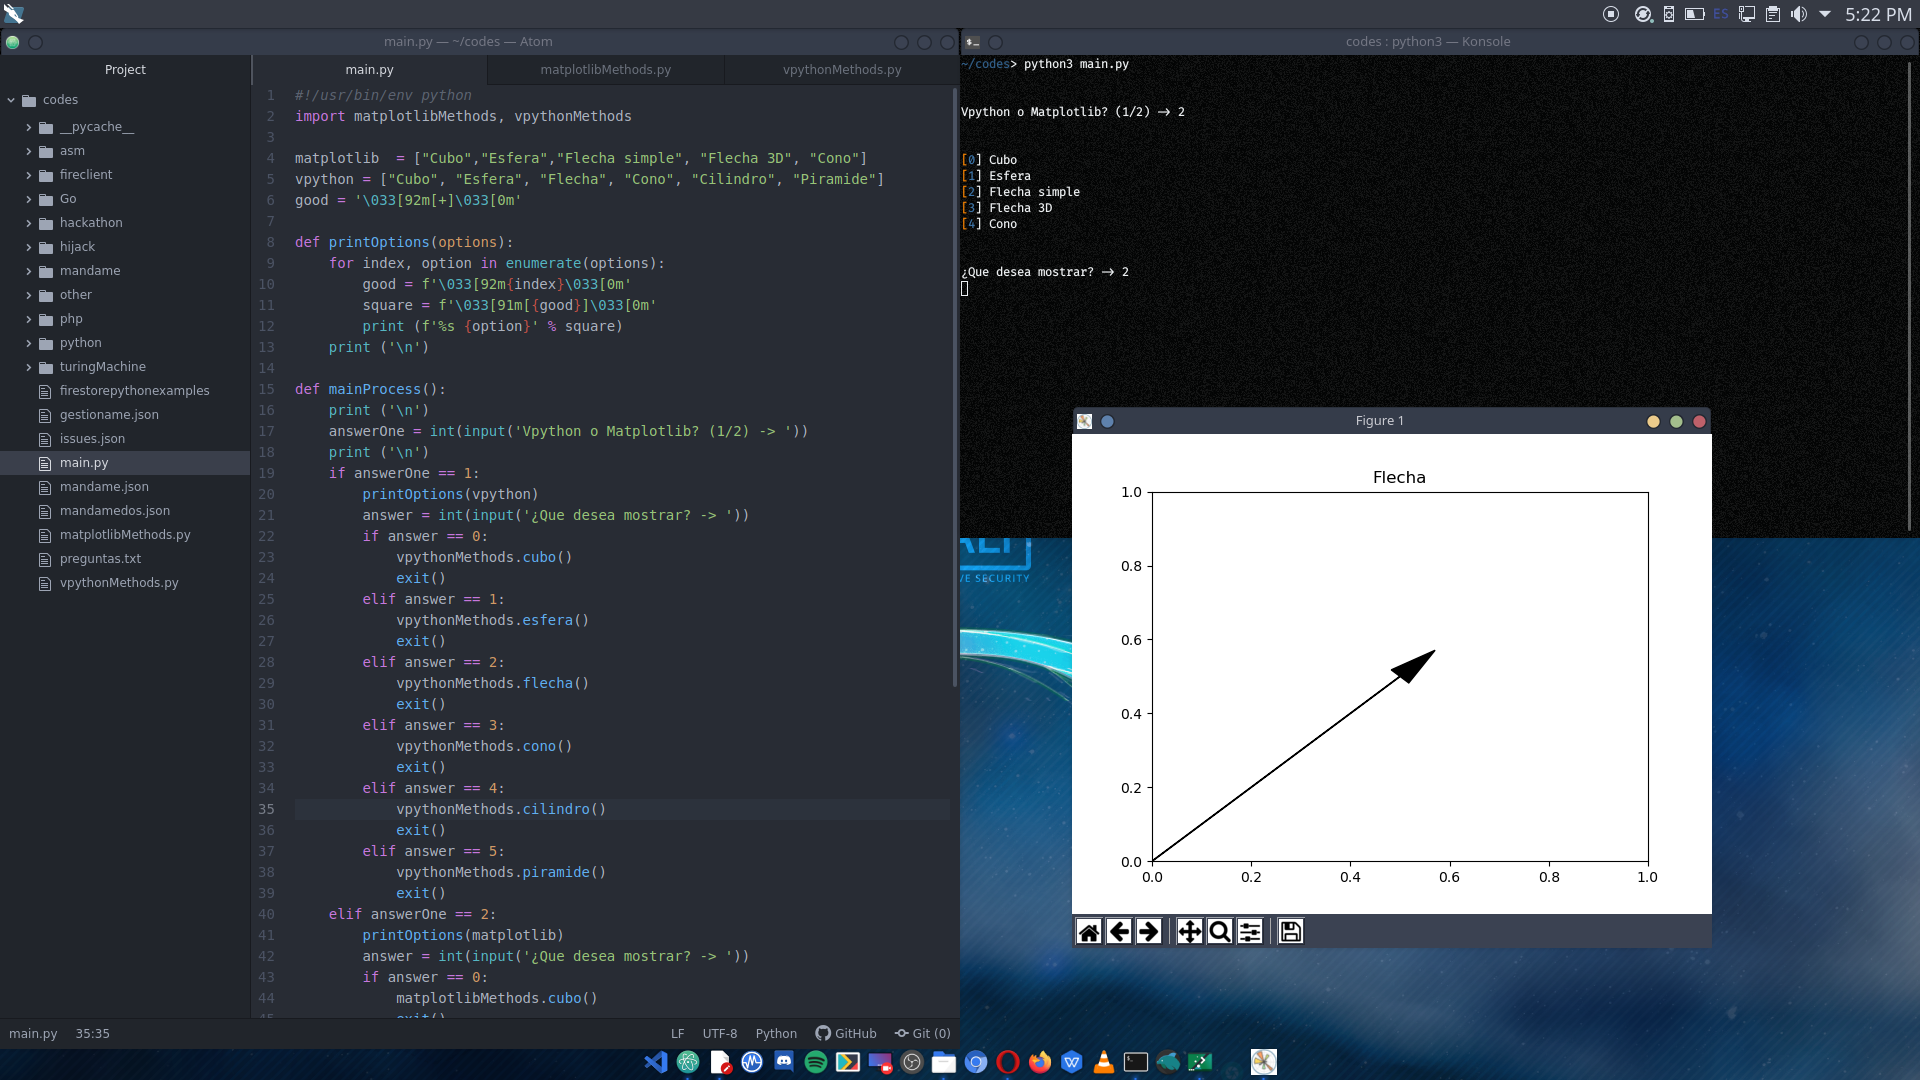 ES
5:22 PM
main.py — ~/codes — Atom
Project
codes
__pycache__
asm
fireclient
Go
hackathon
hijack
mandame
other
php
python
turingMachine
firestorepythonexamples
gestioname.json
issues.json
main.py
mandame.json
mandamedos.json
matplotlibMethods.py
preguntas.txt
vpythonMethods.py
main.py
matplotlibMethods.py
vpythonMethods.py
1 #!/usr/bin/env python
2 import matplotlibMethods, vpythonMethods
3
4 matplotlib  = ["Cubo","Esfera","Flecha simple", "Flecha 3D", "Cono"]
5 vpython = ["Cubo", "Esfera", "Flecha", "Cono", "Cilindro", "Piramide"]
6 good = '\033[92m[+]\033[0m'
7
8 def printOptions(options):
9     for index, option in enumerate(options):
10         good = f'\033[92m{index}\033[0m'
11         square = f'\033[91m[{good}]\033[0m'
12         print (f'%s {option}' % square)
13     print ('\n')
14
15 def mainProcess():
16     print ('\n')
17     answerOne = int(input('Vpython o Matplotlib? (1/2) -> '))
18     print ('\n')
19     if answerOne == 1:
20         printOptions(vpython)
21         answer = int(input('¿Que desea mostrar? -> '))
22         if answer == 0:
23             vpythonMethods.cubo()
24             exit()
25         elif answer == 1:
26             vpythonMethods.esfera()
27             exit()
28         elif answer == 2:
29             vpythonMethods.flecha()
30             exit()
31         elif answer == 3:
32             vpythonMethods.cono()
33             exit()
34         elif answer == 4:
35             vpythonMethods.cilindro()
36             exit()
37         elif answer == 5:
38             vpythonMethods.piramide()
39             exit()
40     elif answerOne == 2:
41         printOptions(matplotlib)
42         answer = int(input('¿Que desea mostrar? -> '))
43         if answer == 0:
44             matplotlibMethods.cubo()
45             exit()
main.py 35:35 LF UTF-8 Python GitHub Git (0)
codes : python3 — Konsole
~/codes> python3 main.py
Vpython o Matplotlib? (1/2) -> 2
[0] Cubo
[1] Esfera
[2] Flecha simple
[3] Flecha 3D
[4] Cono
¿Que desea mostrar? -> 2
VE SECURITY
Figure 1
Flecha
1.0
0.8
0.6
0.4
0.2
0.0
0.0 0.2 0.4 0.6 0.8 1.0